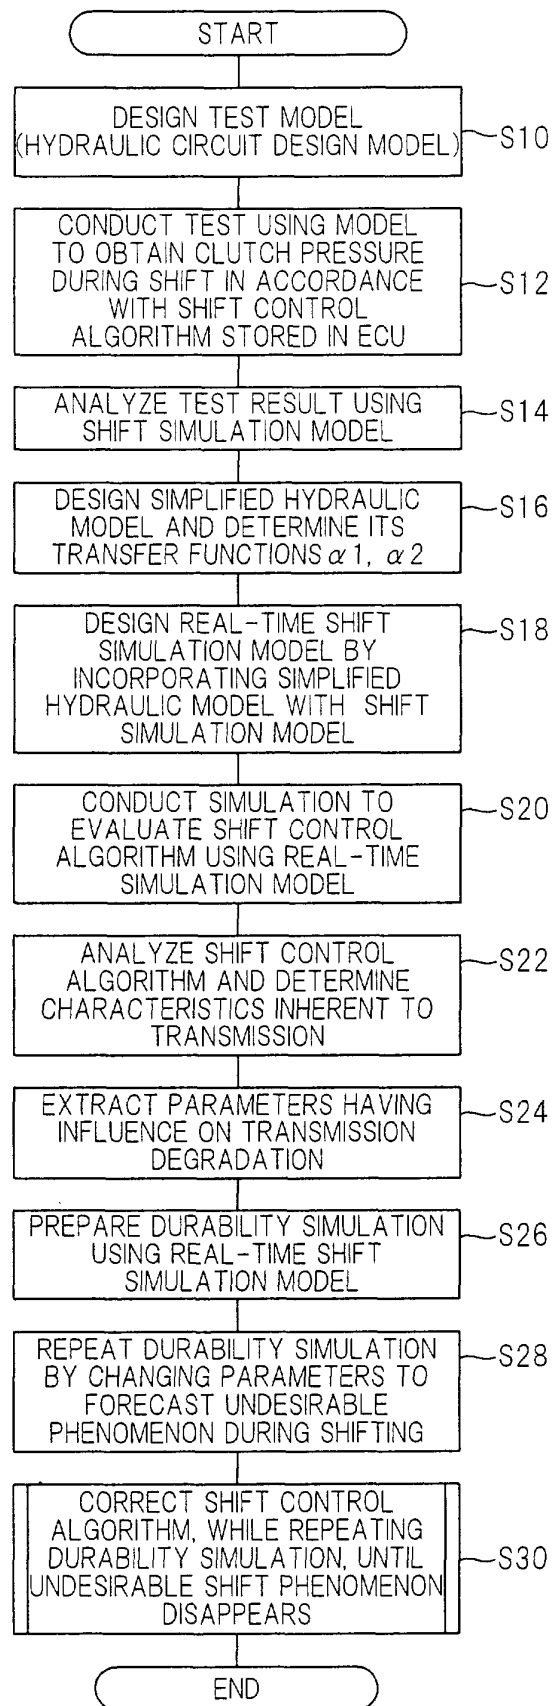 START
DESIGN TEST MODEL
(HYDRAULIC CIRCUIT DESIGN MODEL)
S10
CONDUCT TEST USING MODEL
TO OBTAIN CLUTCH PRESSURE
DURING SHIFT IN ACCORDANCE
WITH SHIFT CONTROL
ALGORITHM STORED IN ECU
S12
ANALYZE TEST RESULT USING
SHIFT SIMULATION MODEL
S14
DESIGN SIMPLIFIED HYDRAULIC
MODEL AND DETERMINE ITS
TRANSFER FUNCTIONS α1, α2
S16
DESIGN REAL-TIME SHIFT
SIMULATION MODEL BY
INCORPORATING SIMPLIFIED
HYDRAULIC MODEL WITH SHIFT
SIMULATION MODEL
S18
CONDUCT SIMULATION TO
EVALUATE SHIFT CONTROL
ALGORITHM USING REAL-TIME
SIMULATION MODEL
S20
ANALYZE SHIFT CONTROL
ALGORITHM AND DETERMINE
CHARACTERISTICS INHERENT TO
TRANSMISSION
S22
EXTRACT PARAMETERS HAVING
INFLUENCE ON TRANSMISSION
DEGRADATION
S24
PREPARE DURABILITY SIMULATION
USING REAL-TIME SHIFT
SIMULATION MODEL
S26
REPEAT DURABILITY SIMULATION
BY CHANGING PARAMETERS TO
FORECAST UNDESIRABLE
PHENOMENON DURING SHIFTING
S28
CORRECT SHIFT CONTROL
ALGORITHM, WHILE REPEATING
DURABILITY SIMULATION, UNTIL
UNDESIRABLE SHIFT PHENOMENON
DISAPPEARS
S30
END